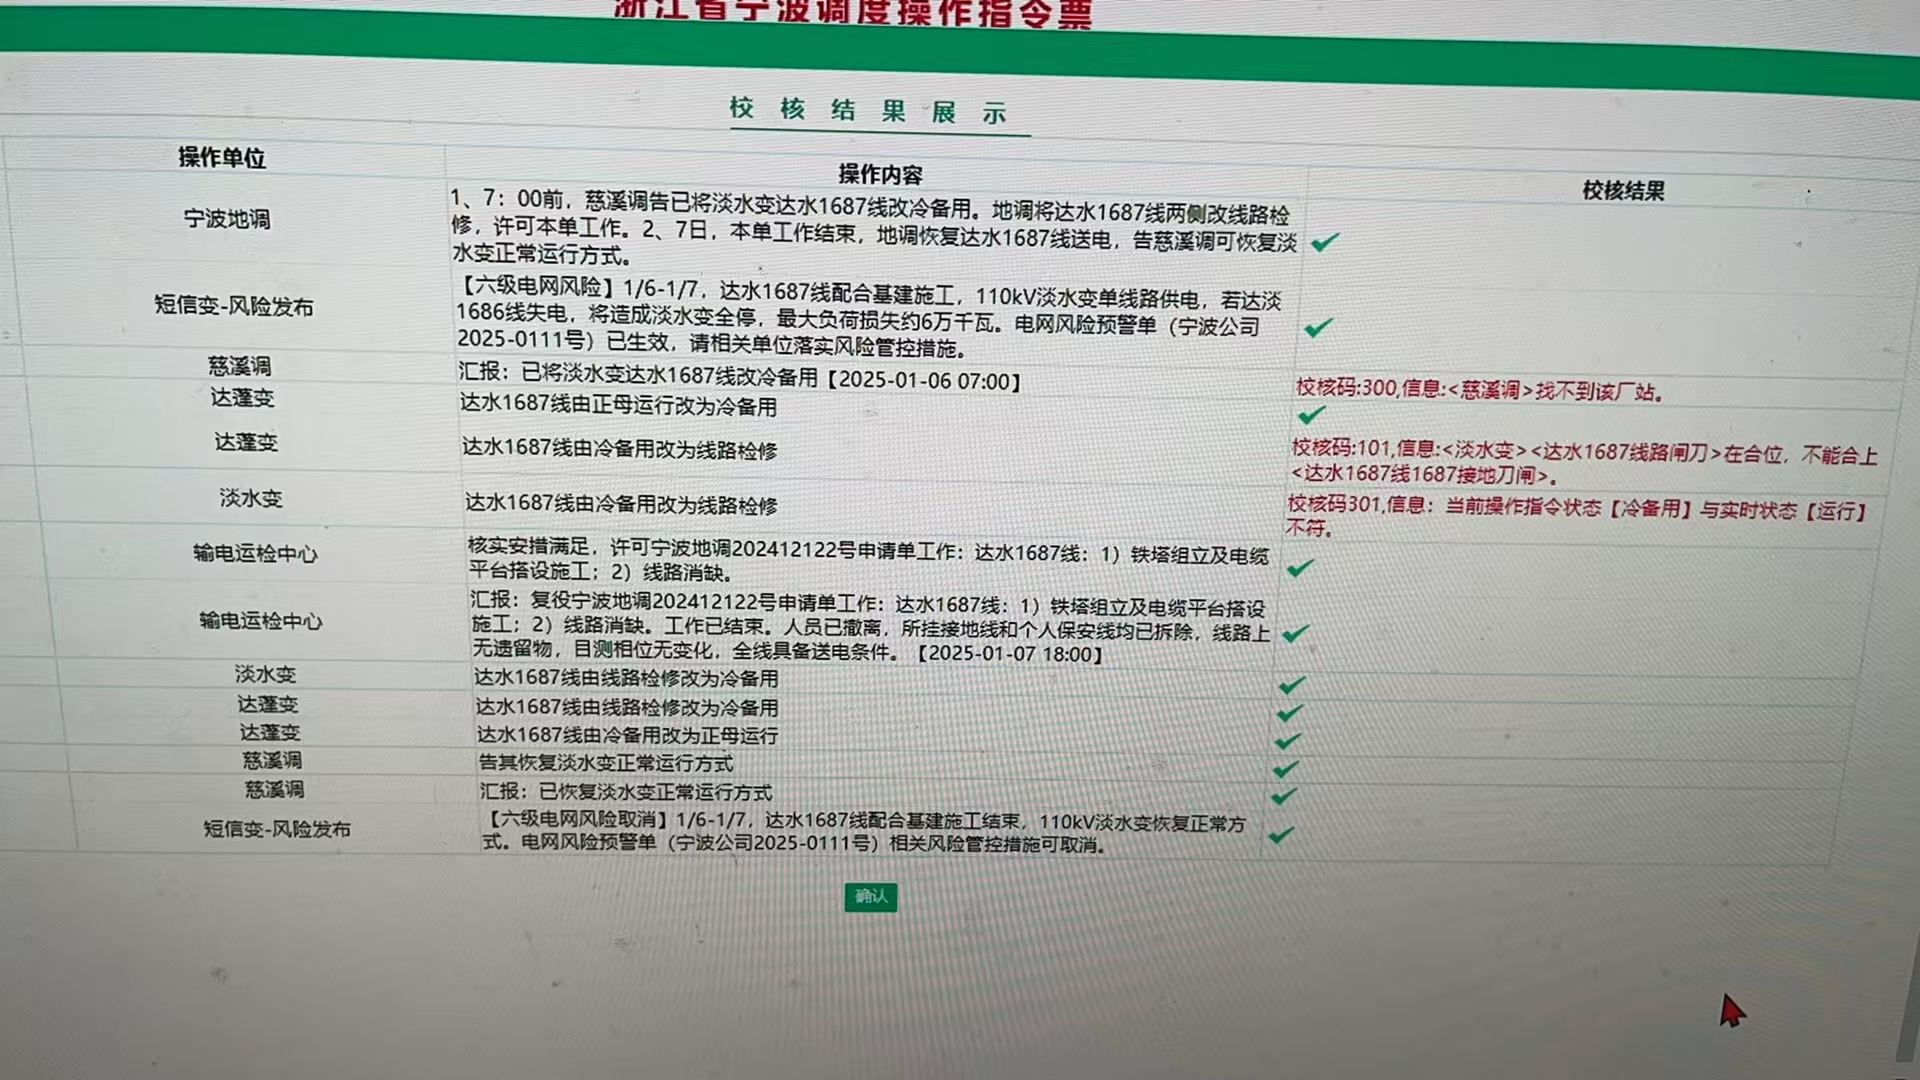 浙江省宁波调度操作指令票
校核结果展示
操作单位
操作内容
校核结果
宁波地调
1、7：00前，慈溪调告已将淡水变达水1687线改冷备用。地调将达水1687线两侧改线路检
修，许可本单工作。2、7日，本单工作结束，地调恢复达水1687线送电，告慈溪调可恢复淡
水变正常运行方式。
短信变-风险发布
【六级电网风险】1/6-1/7，达水1687线配合基建施工，110kV淡水变单线路供电，若达淡
1686线失电，将造成淡水变全停，最大负荷损失约6万千瓦。电网风险预警单（宁波公司
2025-0111号）已生效，请相关单位落实风险管控措施。
慈溪调
汇报：已将淡水变达水1687线改冷备用【2025-01-06 07:00】
校核码:300,信息:<慈溪调>找不到该厂站。
达蓬变
达水1687线由正母运行改为冷备用
达蓬变
达水1687线由冷备用改为线路检修
校核码:101,信息:<淡水变><达水1687线路闸刀>在合位，不能合上
<达水1687线1687接地刀闸>。
淡水变
达水1687线由冷备用改为线路检修
校核码301,信息：当前操作指令状态【冷备用】与实时状态【运行】
不符。
输电运检中心
核实安措满足，许可宁波地调202412122号申请单工作：达水1687线：1）铁塔组立及电缆
平台搭设施工；2）线路消缺。
输电运检中心
汇报：复役宁波地调202412122号申请单工作：达水1687线：1）铁塔组立及电缆平台搭设
施工；2）线路消缺。工作已结束。人员已撤离，所挂接地线和个人保安线均已拆除，线路上
无遗留物，目测相位无变化，全线具备送电条件。【2025-01-07 18:00】
淡水变
达水1687线由线路检修改为冷备用
达蓬变
达水1687线由线路检修改为冷备用
达蓬变
达水1687线由冷备用改为正母运行
慈溪调
告其恢复淡水变正常运行方式
慈溪调
汇报：已恢复淡水变正常运行方式
短信变-风险发布
【六级电网风险取消】1/6-1/7，达水1687线配合基建施工结束，110kV淡水变恢复正常方
式。电网风险预警单（宁波公司2025-0111号）相关风险管控措施可取消。
确认